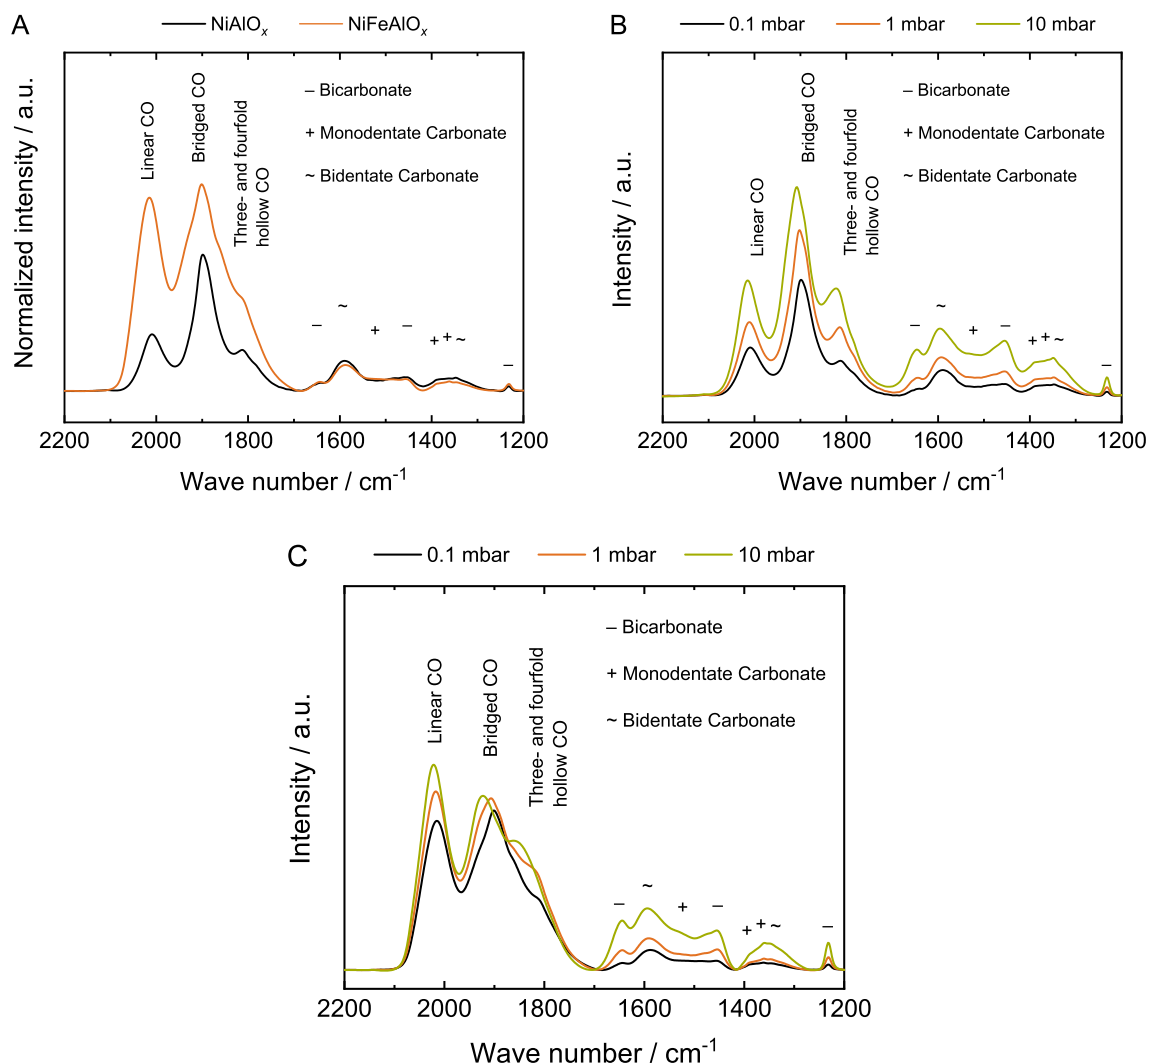 A
NiAlOx
NiFeAlOx
Normalized intensity / a.u.
Linear CO
Bridged CO
Three- and fourfold
hollow CO
– Bicarbonate
+ Monodentate Carbonate
~ Bidentate Carbonate
– ~ + – + + ~ –
2200 2000 1800 1600 1400 1200
Wave number / cm-1
B
0.1 mbar
1 mbar
10 mbar
Intensity / a.u.
Linear CO
Bridged CO
Three- and fourfold
hollow CO
– Bicarbonate
+ Monodentate Carbonate
~ Bidentate Carbonate
– ~ + – + + ~ –
2200 2000 1800 1600 1400 1200
Wave number / cm-1
C
0.1 mbar
1 mbar
10 mbar
Intensity / a.u.
Linear CO
Bridged CO
Three- and fourfold
hollow CO
– Bicarbonate
+ Monodentate Carbonate
~ Bidentate Carbonate
– ~ + – + + ~ –
2200 2000 1800 1600 1400 1200
Wave number / cm-1